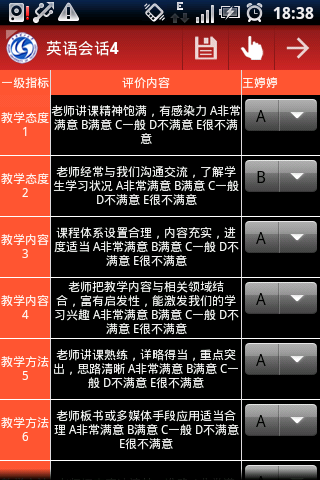 18:38
英语会话4
一级指标 评价内容 王婷婷
教学态度
1
老师讲课精神饱满，有感染力 A非常
满意 B满意 C一般 D不满意 E很不满
意
A
教学态度
2
老师经常与我们沟通交流，了解学
生学习状况 A非常满意 B满意 C一般
D不满意 E很不满意
B
教学内容
3
课程体系设置合理，内容充实，进
度适当 A非常满意 B满意 C一般 D不
满意 E很不满意
A
教学内容
4
老师把教学内容与相关领域结
合，富有启发性，能激发我们的学
习兴趣 A非常满意 B满意 C一般 D不
满意 E很不满意
A
教学方法
5
老师讲课熟练，详略得当，重点突
出，思路清晰 A非常满意 B满意 C一
般 D不满意 E很不满意
A
教学方法
6
老师板书或多媒体手段应用适当合
理 A非常满意 B满意 C一般 D不满意
E很不满意
A